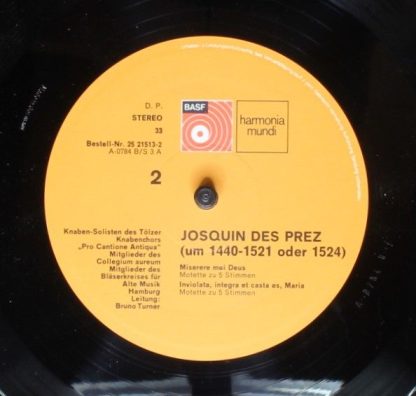 D. P.
STEREO
33
Bestell-Nr. 25 21513-2
A-0784 B/S 3 A
BASF
harmonia
mundi
2
Knaben-Solisten des Tölzer
Knabenchors
"Pro Cantione Antiqua"
Mitglieder des
Collegium aureum
Mitglieder des
Bläserkreises für
Alte Musik
Hamburg
Leitung:
Bruno Turner
JOSQUIN DES PREZ
(um 1440-1521 oder 1524)
Miserere mei Deus
Motette zu 5 Stimmen
Inviolata, integra et casta es, Maria
Motette zu 5 Stimmen